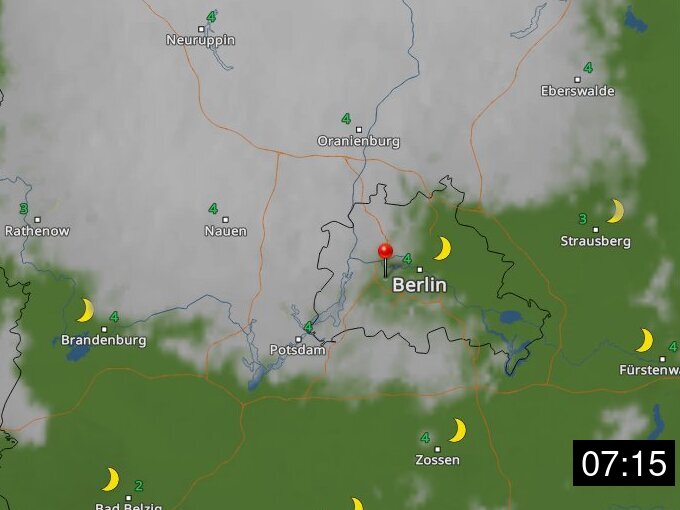 4
Neuruppin
4
Eberswalde
4
Oranienburg
3
Rathenow
4
Nauen
3
Strausberg
4
Berlin
4
Brandenburg
4
Potsdam
4
Fürstenwa
4
Zossen
07:15
2
Bad Belzig